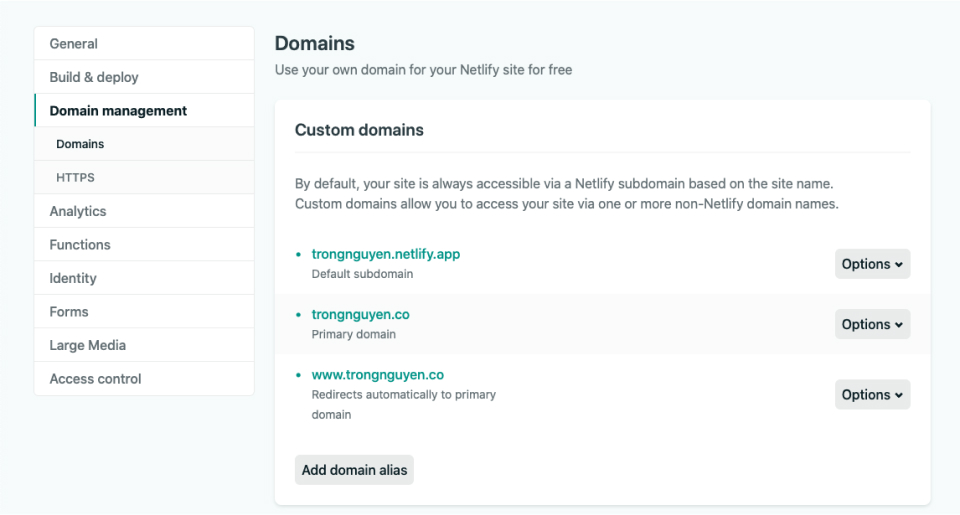 General
Build & deploy
Domain management
Domains
HTTPS
Analytics
Functions
Identity
Forms
Large Media
Access control
Domains
Use your own domain for your Netlify site for free
Custom domains
By default, your site is always accessible via a Netlify subdomain based on the site name.
Custom domains allow you to access your site via one or more non-Netlify domain names.
• trongnguyen.netlify.app
Default subdomain
Options
• trongnguyen.co
Primary domain
Options
• www.trongnguyen.co
Redirects automatically to primary
domain
Options
Add domain alias